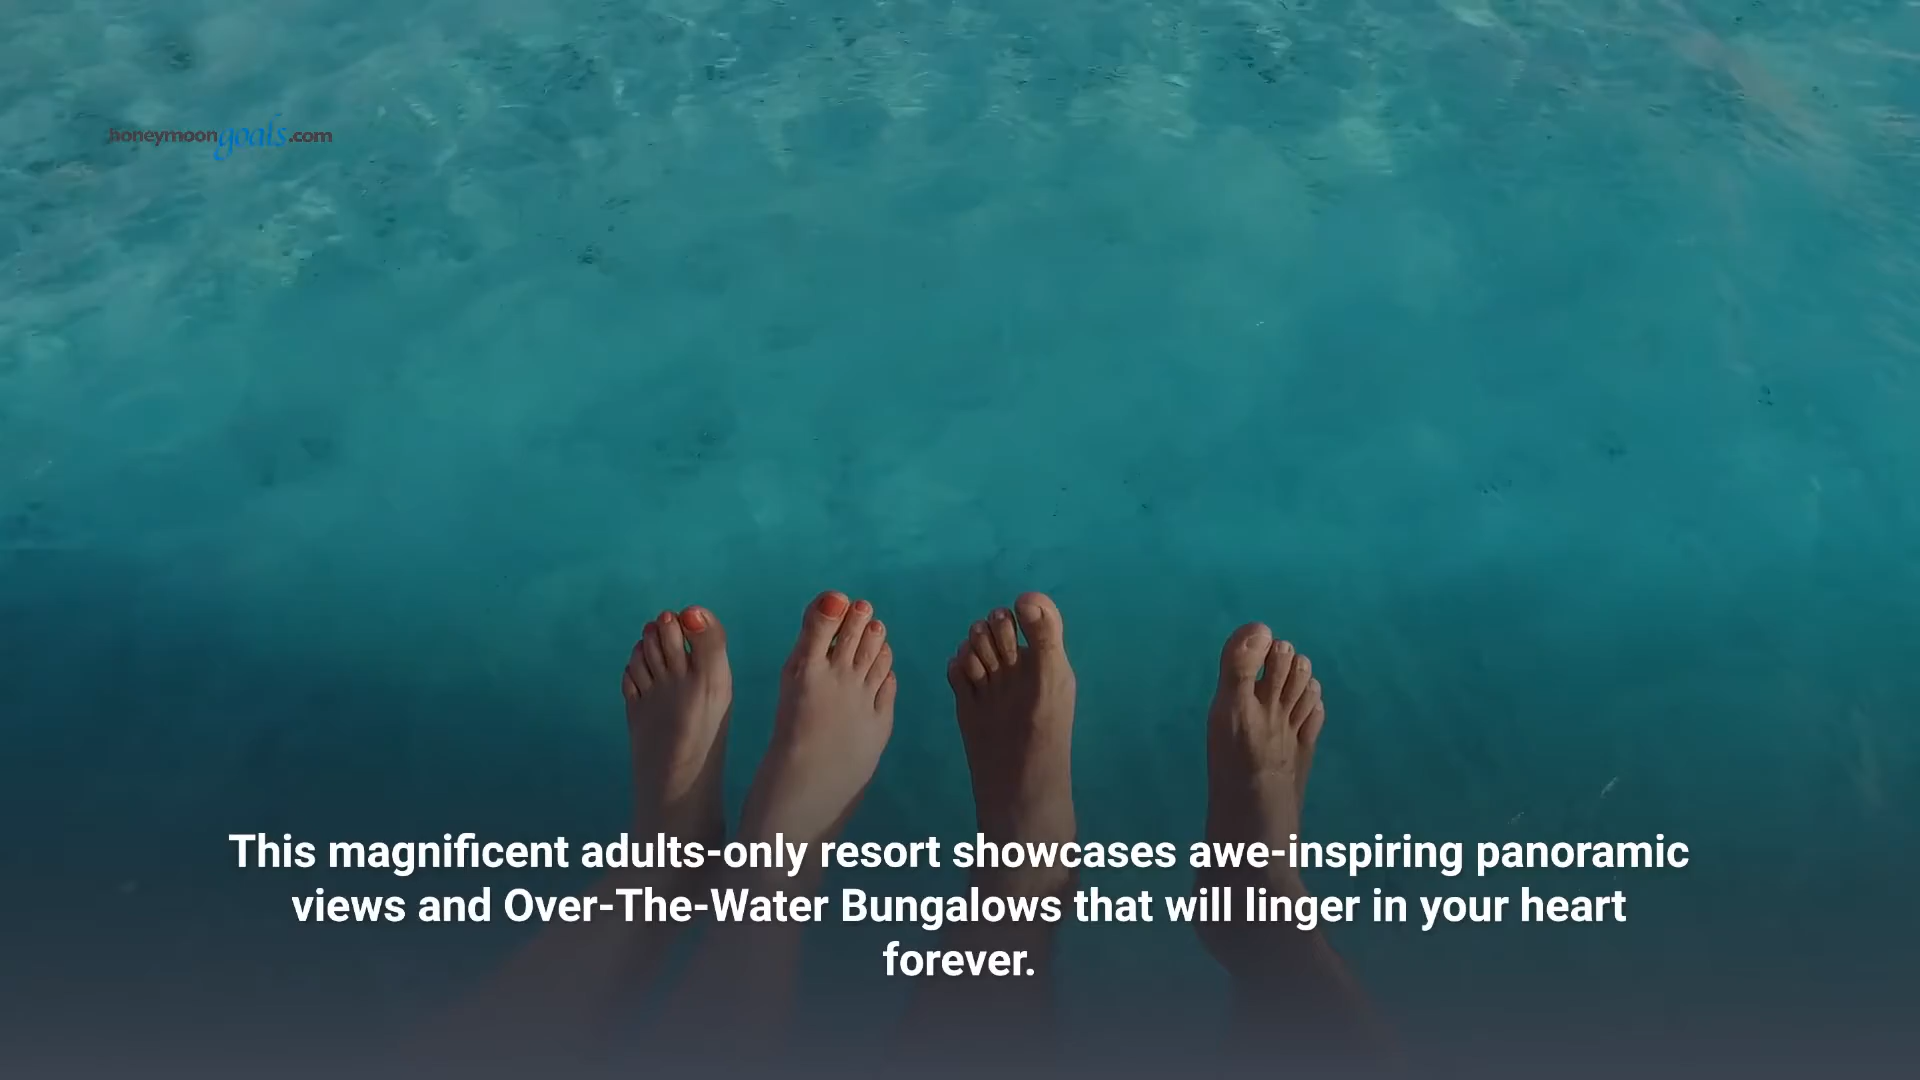 honeymoongoals.com
This magnificent adults-only resort showcases awe-inspiring panoramic
views and Over-The-Water Bungalows that will linger in your heart
forever.